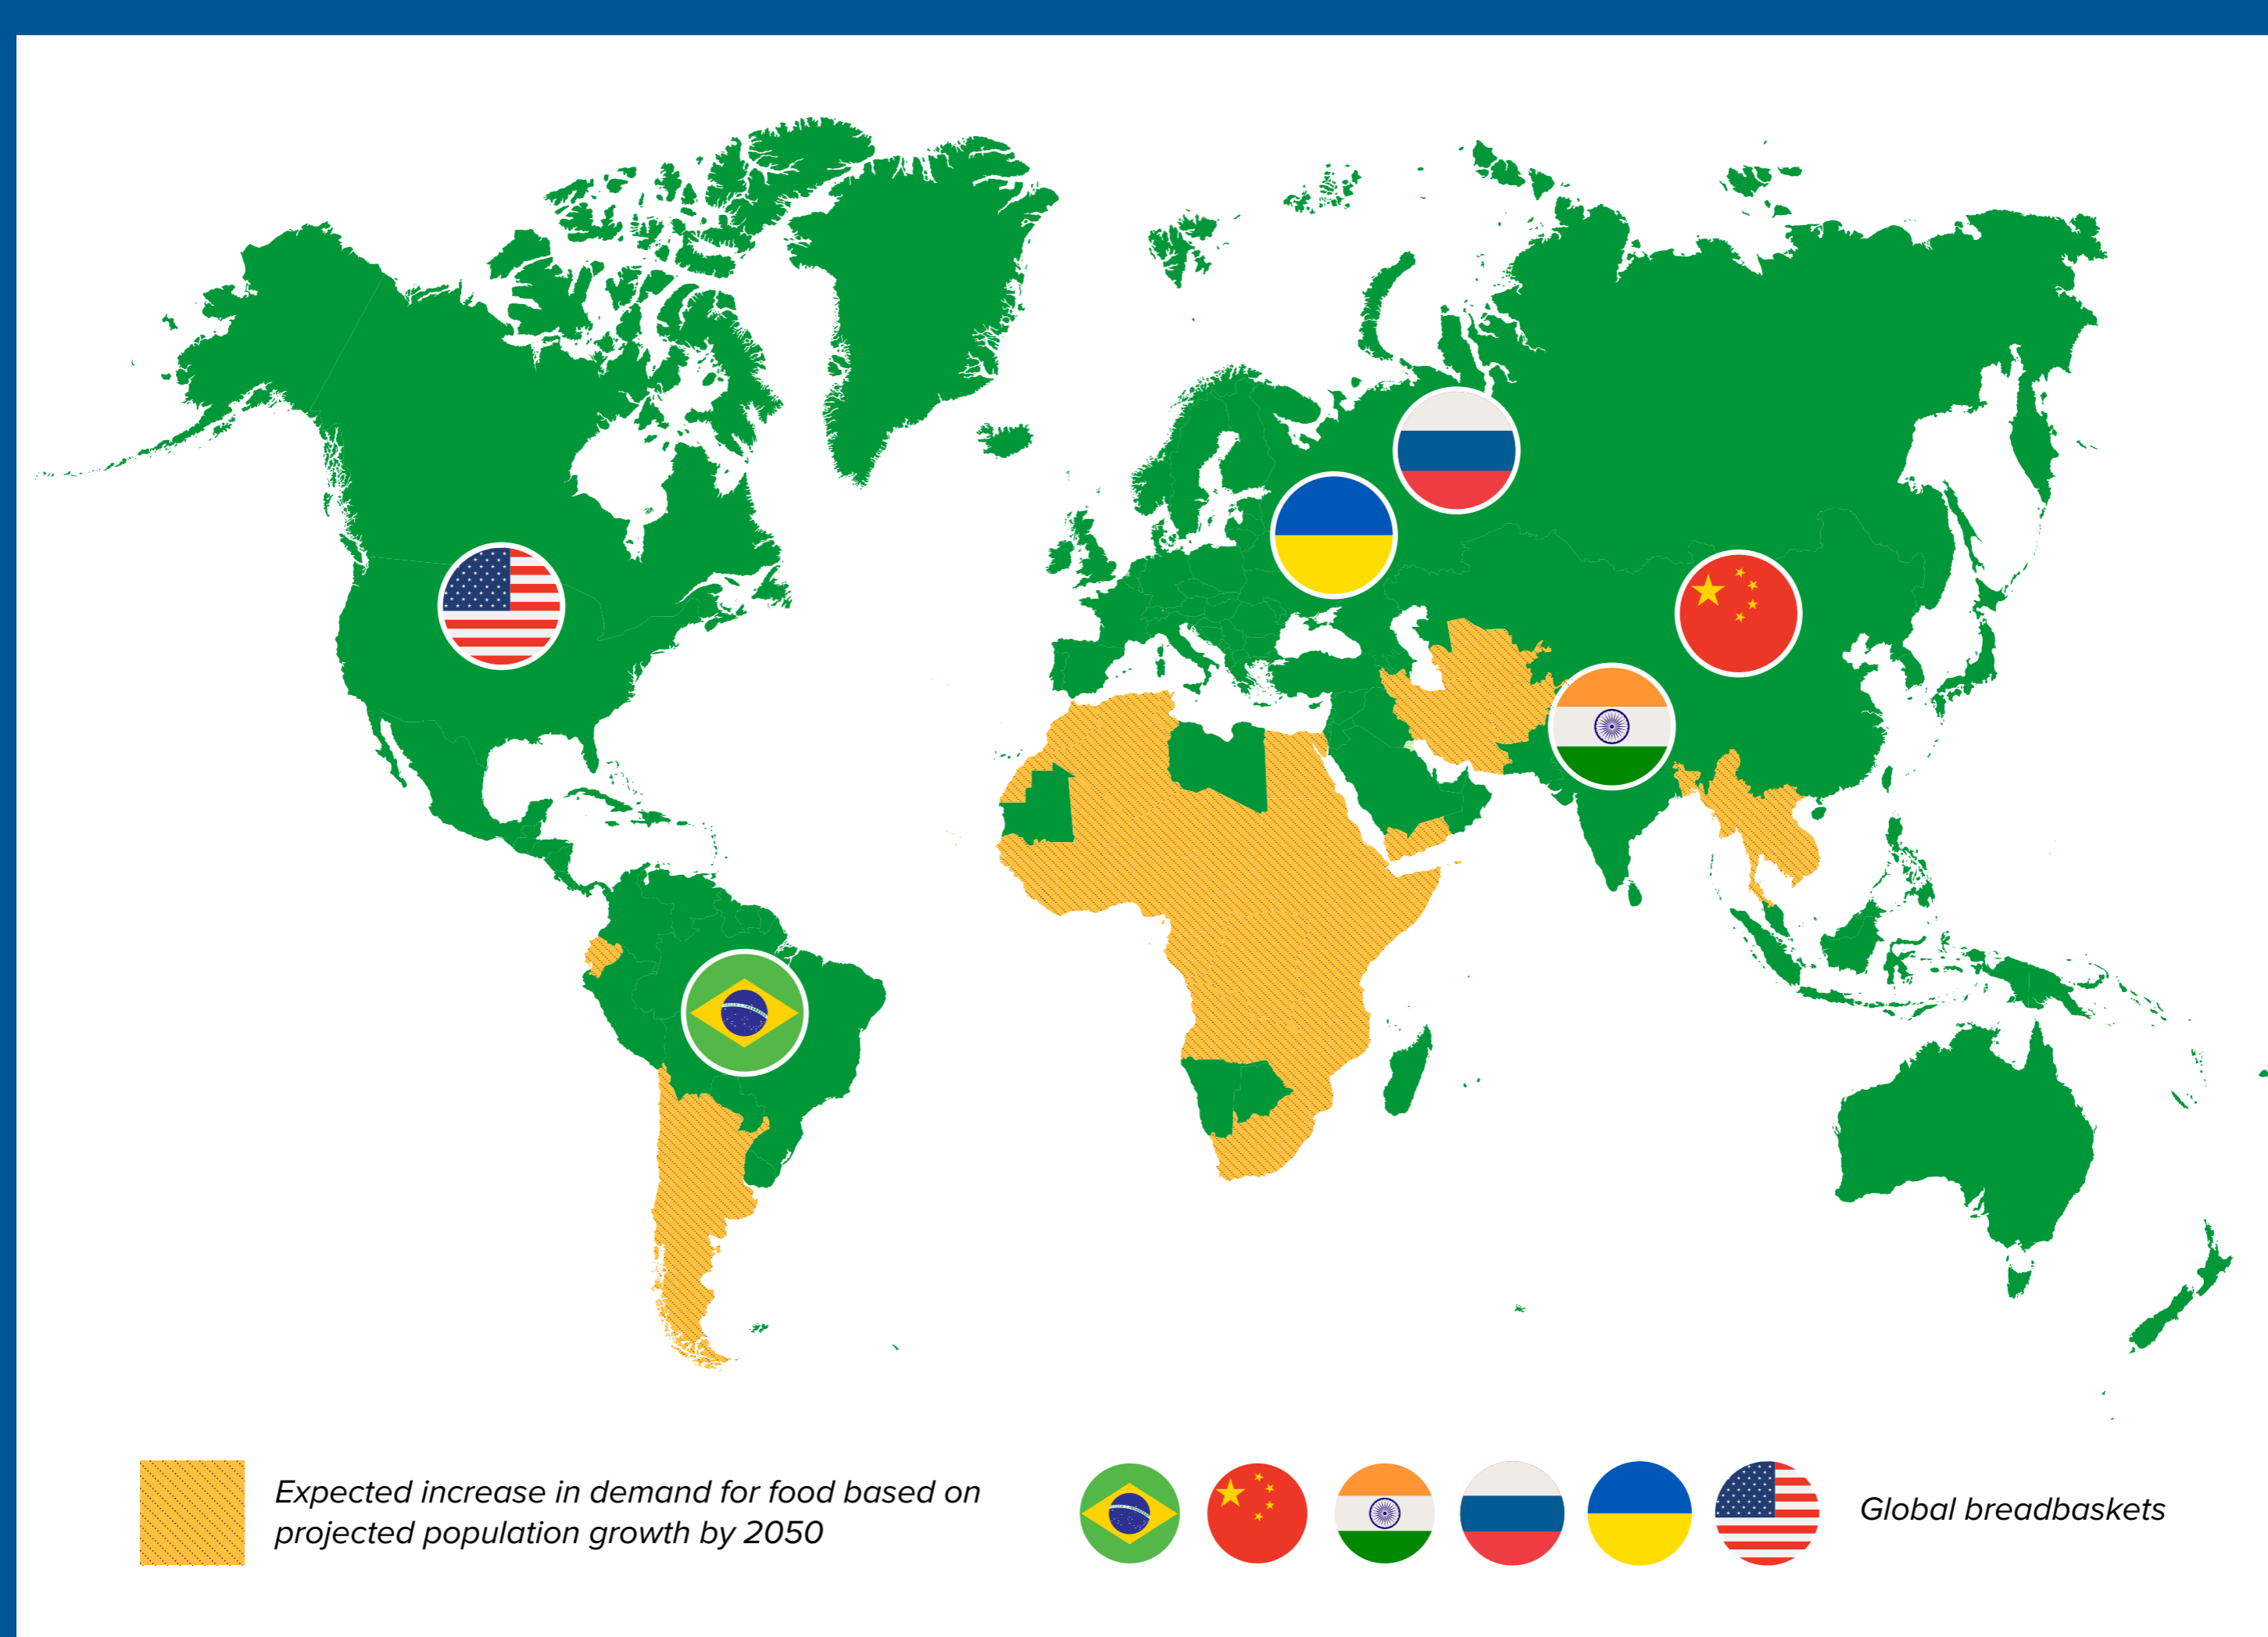 Expected increase in demand for food based on
projected population growth by 2050
Global breadbaskets